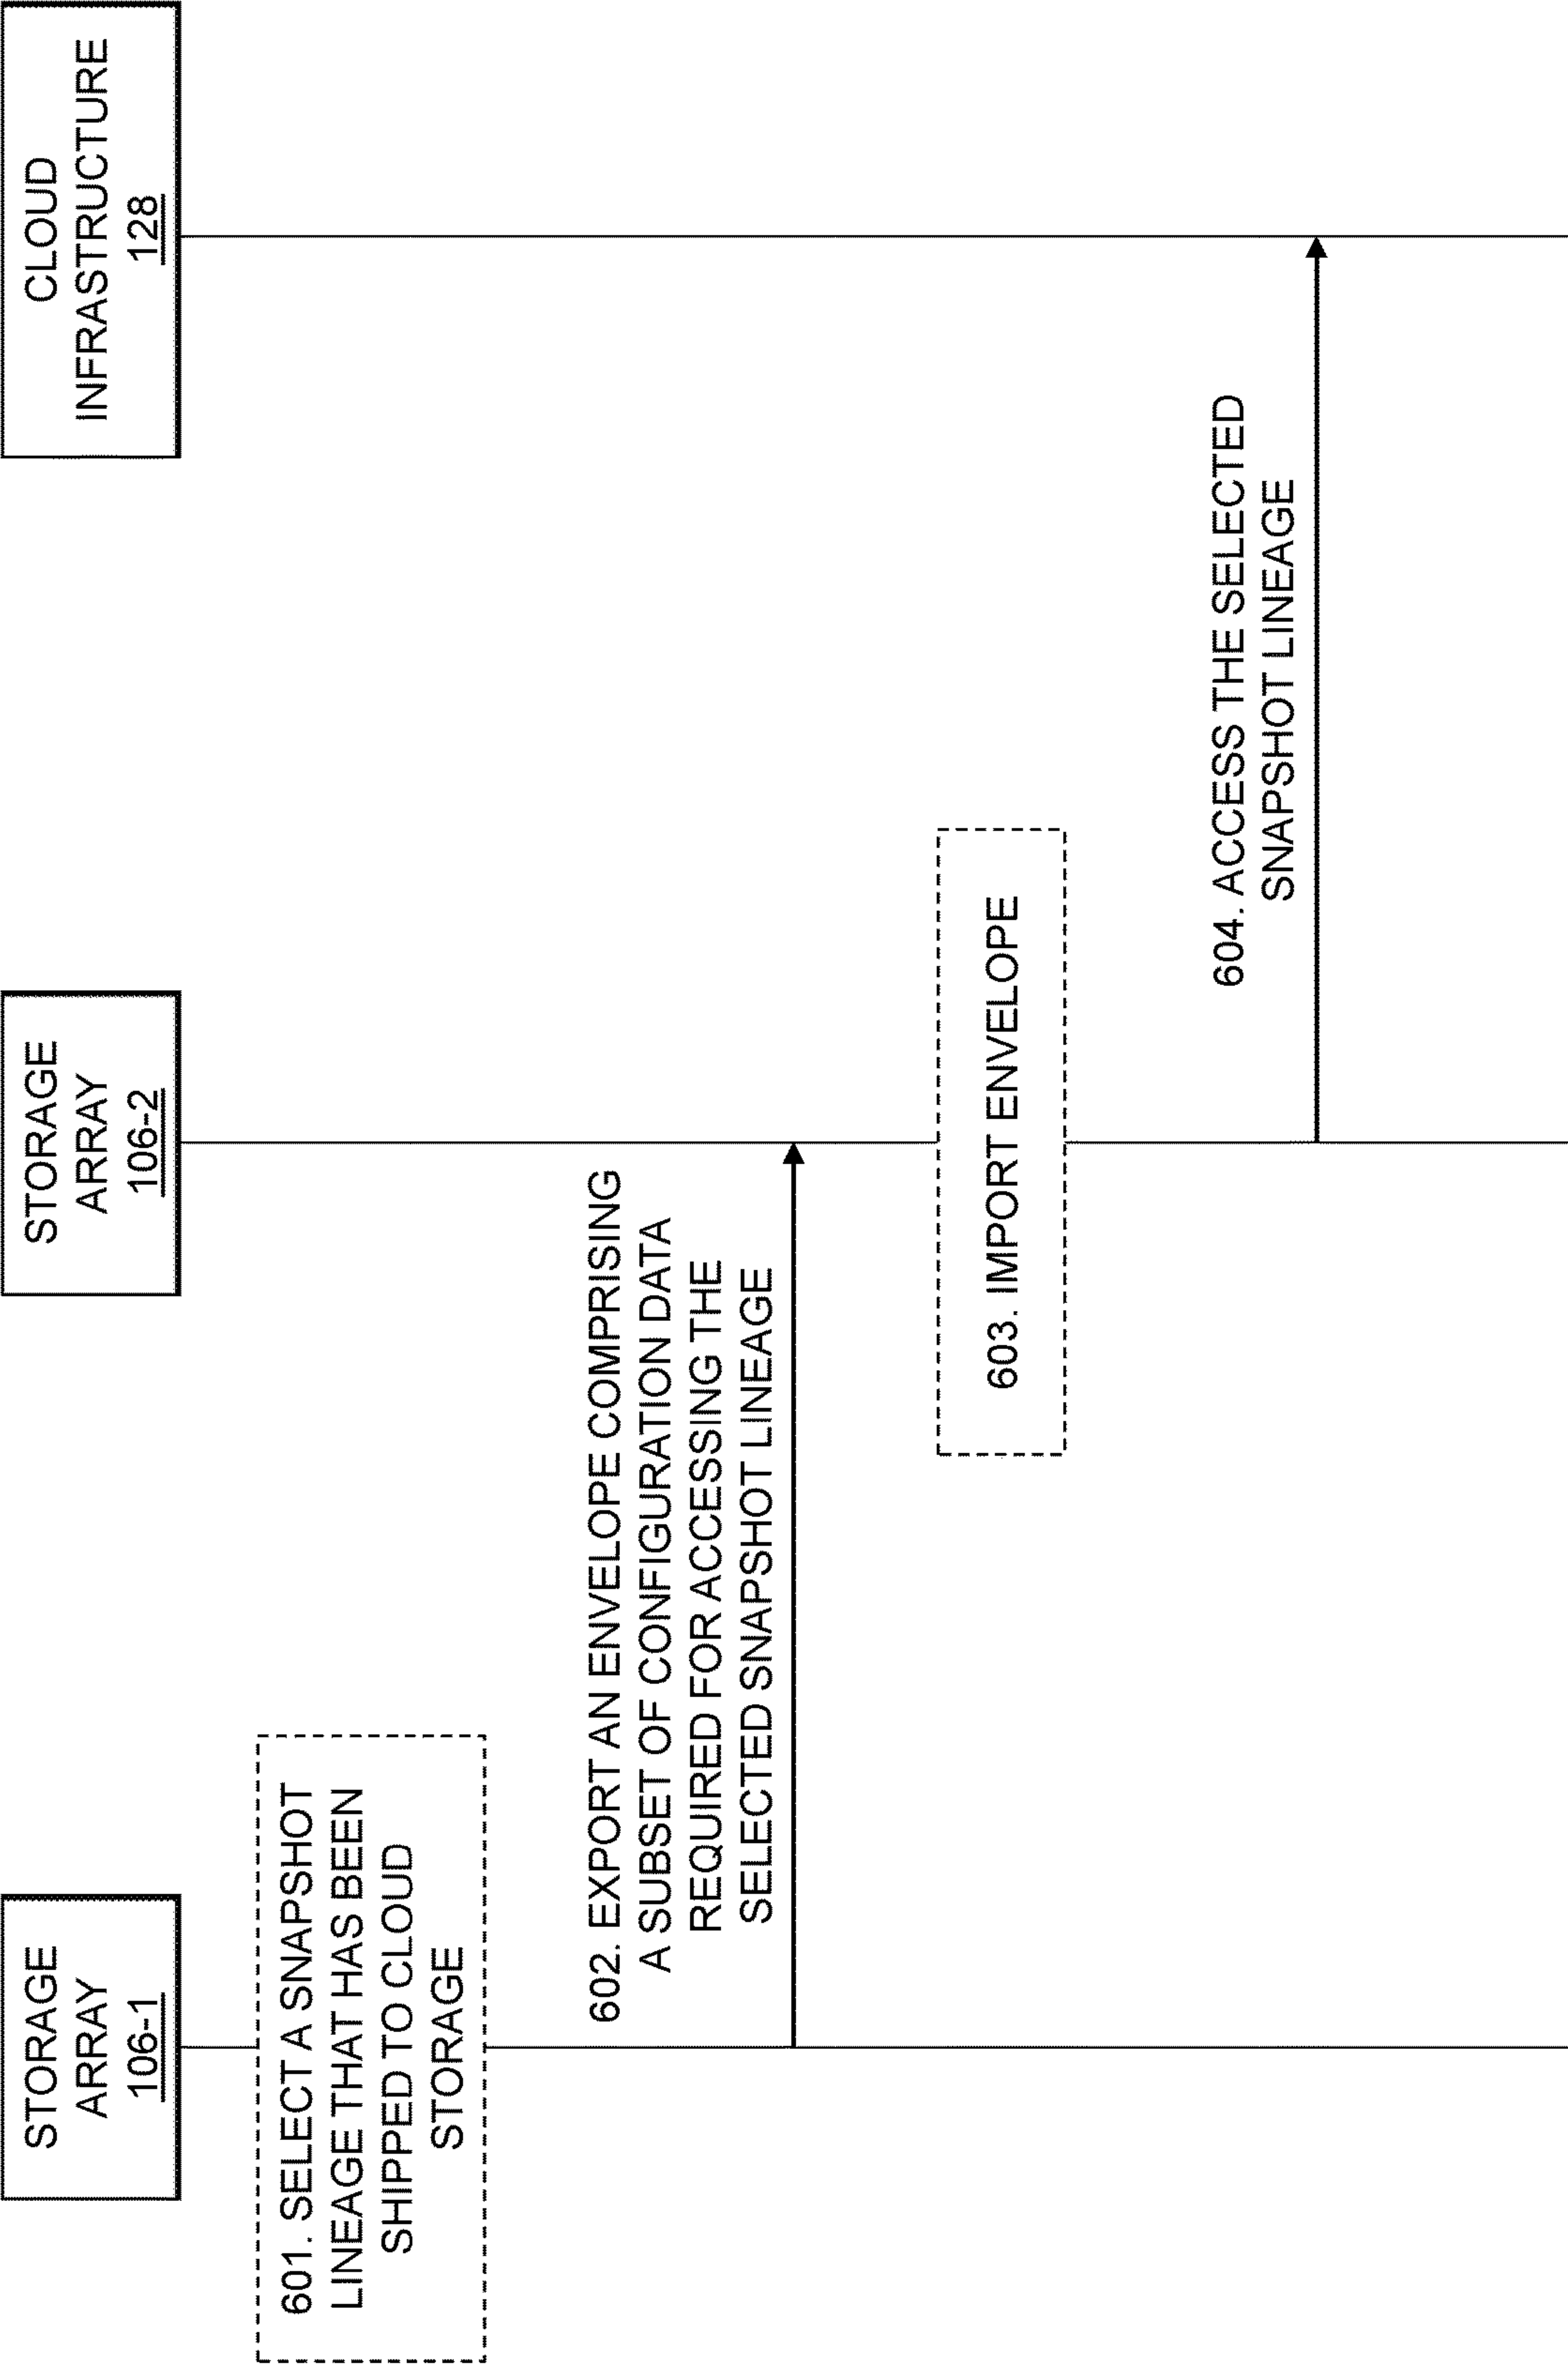 STORAGE
ARRAY
106-1
STORAGE
ARRAY
106-2
CLOUD
INFRASTRUCTURE
128
601. SELECT A SNAPSHOT
LINEAGE THAT HAS BEEN
SHIPPED TO CLOUD
STORAGE
602. EXPORT AN ENVELOPE COMPRISING
A SUBSET OF CONFIGURATION DATA
REQUIRED FOR ACCESSING THE
SELECTED SNAPSHOT LINEAGE
603. IMPORT ENVELOPE
604. ACCESS THE SELECTED
SNAPSHOT LINEAGE